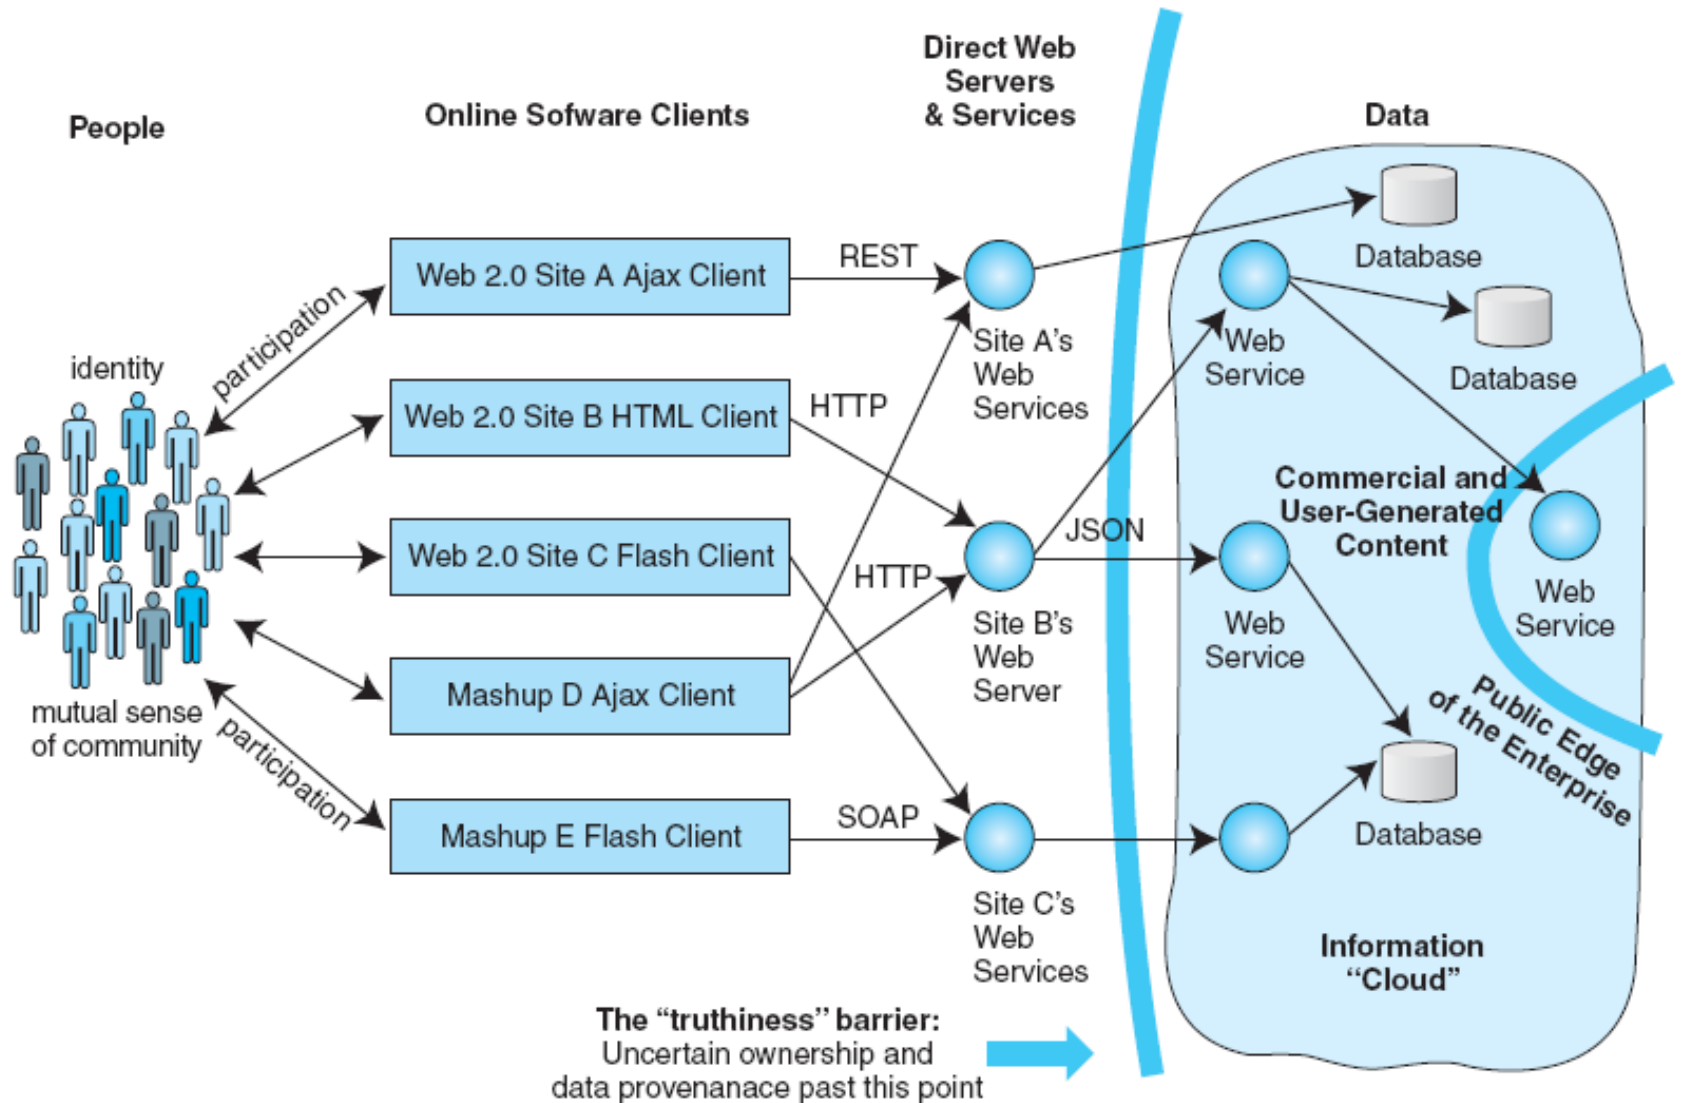 People
Online Sofware Clients
Direct Web
Servers
& Services
Data
identity
participation
mutual sense
of community
participation
Web 2.0 Site A Ajax Client
Web 2.0 Site B HTML Client
Web 2.0 Site C Flash Client
Mashup D Ajax Client
Mashup E Flash Client
REST
HTTP
HTTP
SOAP
Site A's
Web
Services
Site B's
Web
Server
Site C's
Web
Services
JSON
Database
Web
Service
Database
Commercial and
User-Generated
Content
Web
Service
Web
Service
Public Edge
of the Enterprise
Database
Information
“Cloud”
The “truthiness” barrier:
Uncertain ownership and
data provenanace past this point